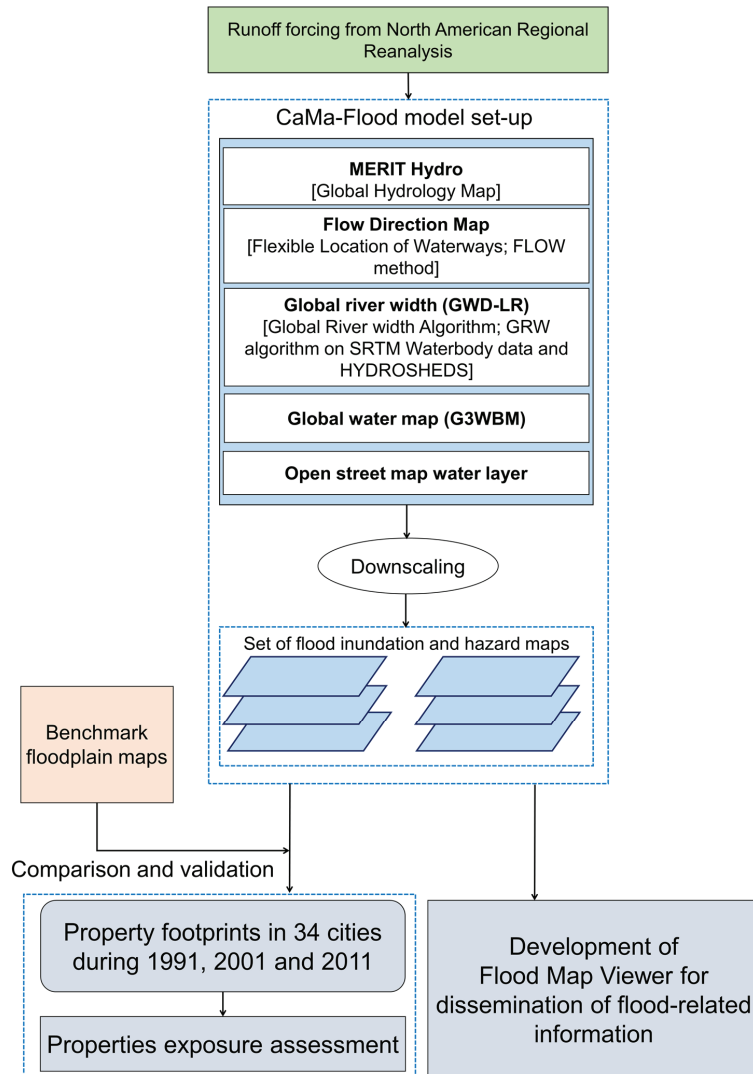 Runoff forcing from North American Regional
Reanalysis
CaMa-Flood model set-up
MERIT Hydro
[Global Hydrology Map]
Flow Direction Map
[Flexible Location of Waterways; FLOW
method]
Global river width (GWD-LR)
[Global River width Algorithm; GRW
algorithm on SRTM Waterbody data and
HYDROSHEDS]
Global water map (G3WBM)
Open street map water layer
Downscaling
Set of flood inundation and hazard maps
Benchmark
floodplain maps
Comparison and validation
Property footprints in 34 cities
during 1991, 2001 and 2011
Properties exposure assessment
Development of
Flood Map Viewer for
dissemination of flood-related
information